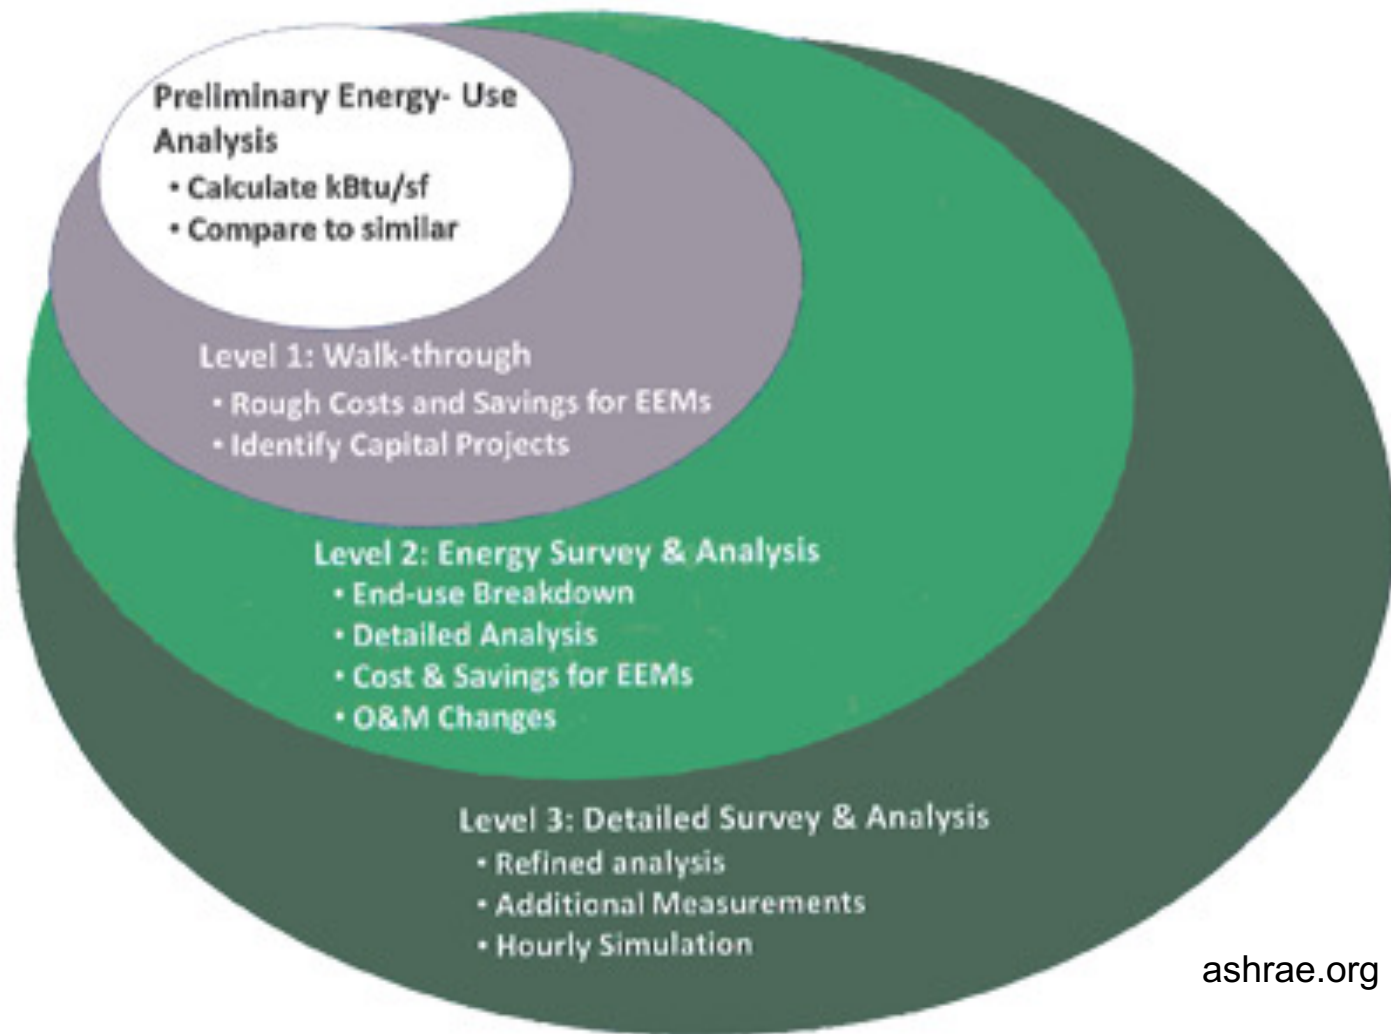 Preliminary Energy- Use
Analysis
• Calculate kBtu/sf
• Compare to similar
Level 1: Walk-through
• Rough Costs and Savings for EEMs
• Identify Capital Projects
Level 2: Energy Survey & Analysis
• End-use Breakdown
• Detailed Analysis
• Cost & Savings for EEMs
• O&M Changes
Level 3: Detailed Survey & Analysis
• Refined analysis
• Additional Measurements
• Hourly Simulation
ashrae.org